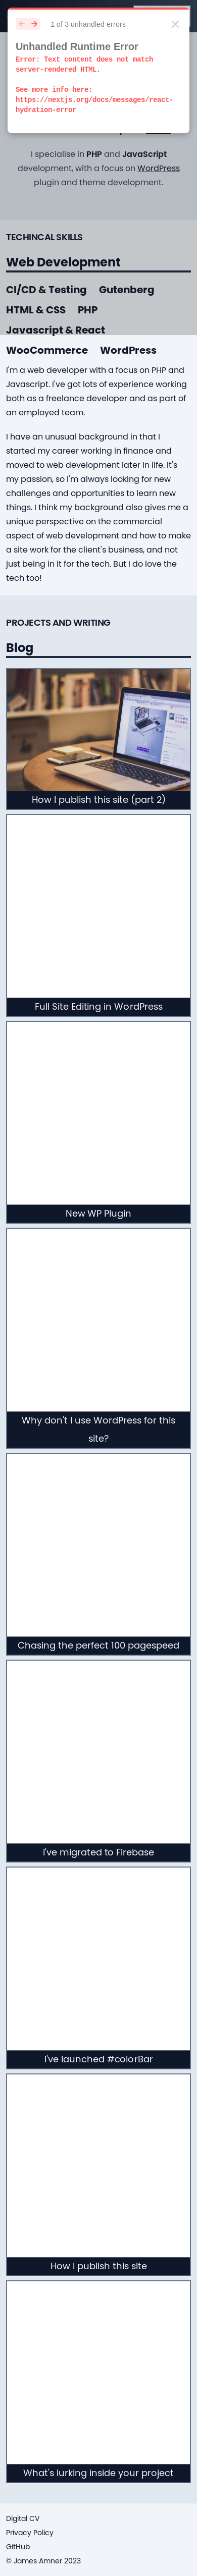 1 of 3 unhandled errors
Unhandled Runtime Error
Error: Text content does not match
server-rendered HTML.
See more info here:
https://nextjs.org/docs/messages/react-
hydration-error
I specialise in PHP and JavaScript
development, with a focus on WordPress
plugin and theme development.
TECHINCAL SKILLS
Web Development
CI/CD & Testing Gutenberg
HTML & CSS PHP
Javascript & React
WooCommerce WordPress
I'm a web developer with a focus on PHP and
Javascript. I've got lots of experience working
both as a freelance developer and as part of
an employed team.
I have an unusual background in that I
started my career working in finance and
moved to web development later in life. It's
my passion, so I'm always looking for new
challenges and opportunities to learn new
things. I think my background also gives me a
unique perspective on the commercial
aspect of web development and how to make
a site work for the client's business, and not
just being in it for the tech. But I do love the
tech too!
PROJECTS AND WRITING
Blog
How I publish this site (part 2)
Full Site Editing in WordPress
New WP Plugin
Why don't I use WordPress for this
site?
Chasing the perfect 100 pagespeed
I've migrated to Firebase
I've launched #colorBar
How I publish this site
What's lurking inside your project
Digital CV
Privacy Policy
GitHub
© James Amner 2023